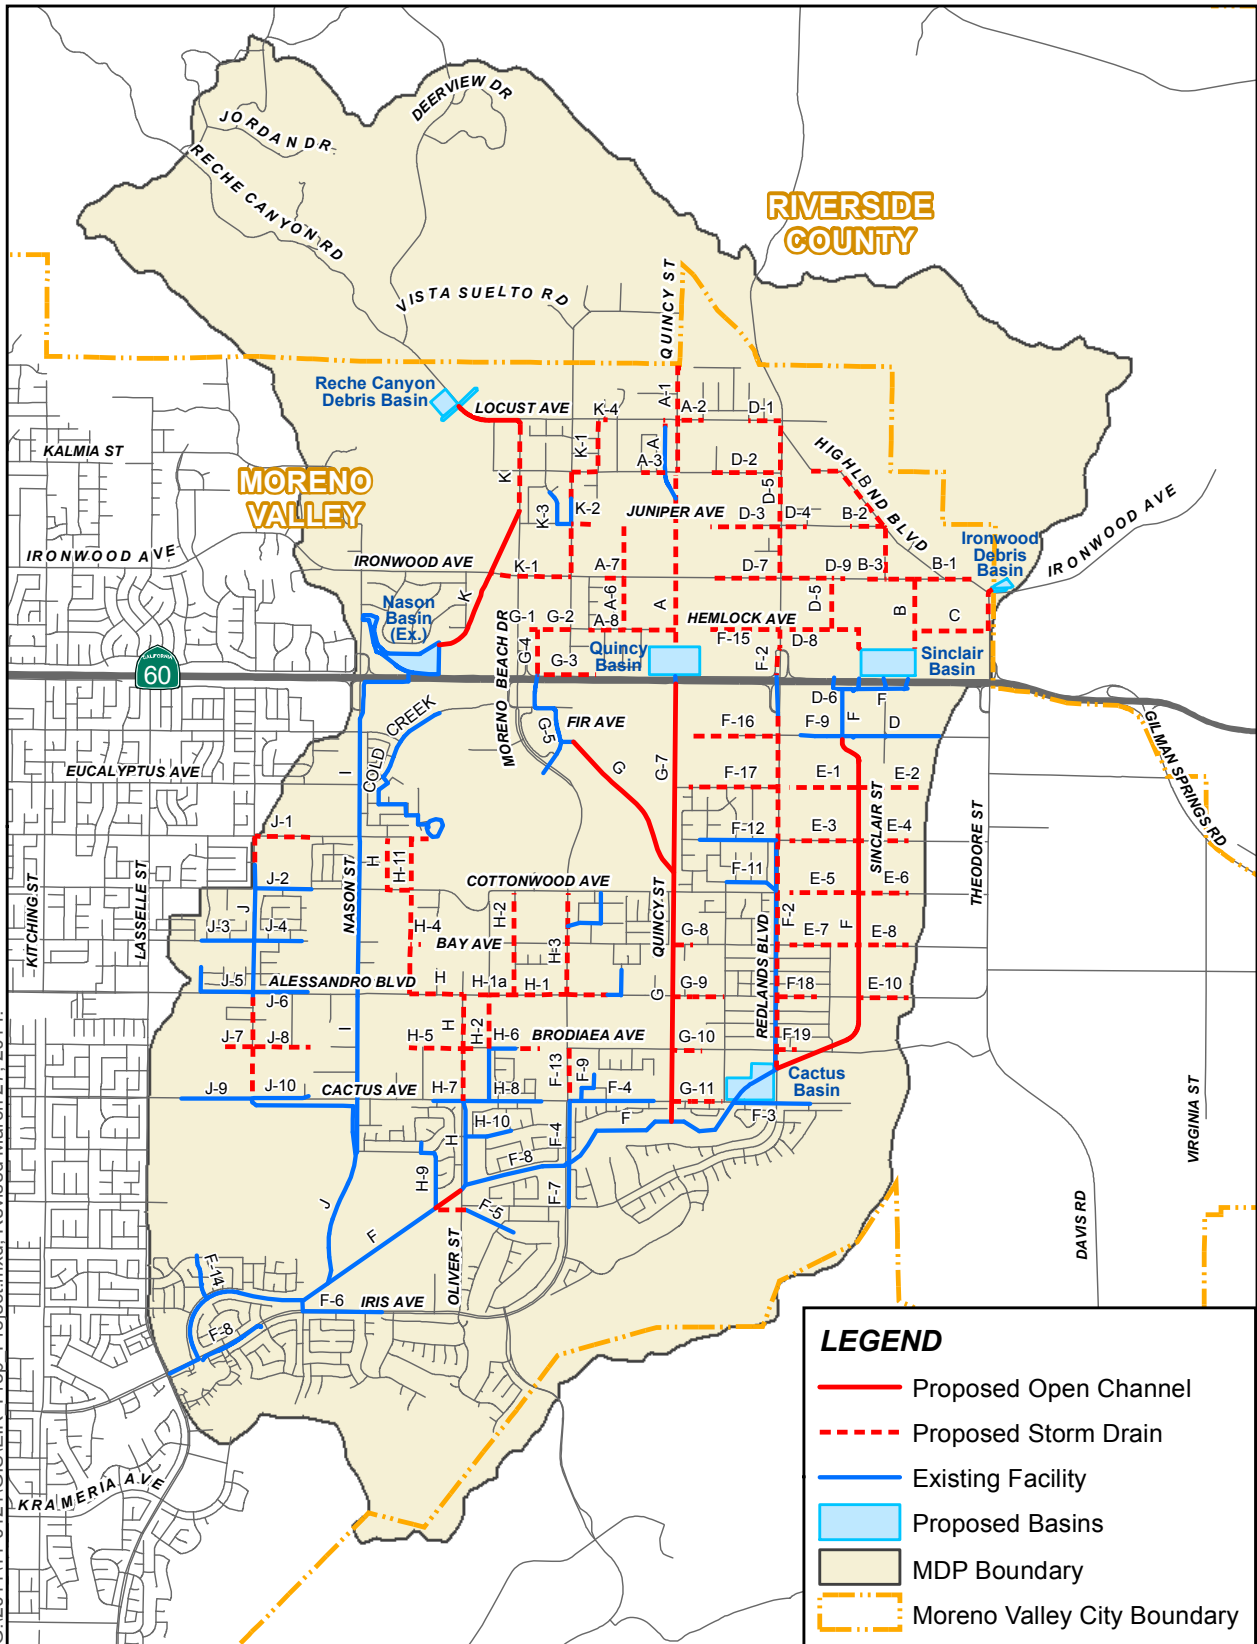 DEERVIEW DR
JORDAN DR
RECHE CANYON RD
RIVERSIDE
COUNTY
VISTA SUELTO RD
QUINCY ST
Reche Canyon
Debris Basin
LOCUST AVE
K-4
A-1
A-2
D-1
KALMIA ST
K-1
A
A-3
D-2
HIGHLBND BLVD
MORENO
VALLEY
K
K-3
K-2
JUNIPER AVE
D-5
D-3
D-4
B-2
IRONWOOD AVE
IRONWOOD AVE
IRONWOOD AVE
Ironwood
Debris
Basin
K-1
A-7
D-7
D-9
B-3
B-1
Nason
Basin
(Ex.)
K
A-6
A
D-5
B
C
G-1
G-2
A-8
HEMLOCK AVE
F-15
D-8
G-4
G-3
Quincy
Basin
F-2
Sinclair
Basin
CALIFORNIA
60
MORENO BEACH DR
D-6
F
COLD CREEK
G-5
FIR AVE
F-16
F-9
F
D
GILMAN SPRINGS RD
EUCALYPTUS AVE
I
G
G-7
F-17
E-1
E-2
J-1
F-12
E-3
E-4
SINCLAIR ST
THEODORE ST
H
H-11
F-11
KITCHING ST
LASSELLE ST
J-2
NASON ST
COTTONWOOD AVE
QUINCY ST
E-5
E-6
J
H-2
F-2
J-3
J-4
H-4
BAY AVE
H-3
G-8
REDLANDS BLVD
E-7
F
E-8
J-5
ALESSANDRO BLVD
H
H-1a
H-1
G
G-9
F18
E-10
J-6
J-7
J-8
I
H-5
H
H-2
H-6
BRODIAEA AVE
G-10
F19
J-9
J-10
CACTUS AVE
H-7
H-8
F-13
F-9
F-4
G-11
Cactus
Basin
F-3
H-10
H
F-4
F
VIRGINIA ST
H-9
F-8
F-7
J
F-5
DAVIS RD
F
OLIVER ST
F-14
F-6
IRIS AVE
F-8
KRAMERIA AVE
LEGEND
Proposed Open Channel
Proposed Storm Drain
Existing Facility
Proposed Basins
MDP Boundary
Moreno Valley City Boundary